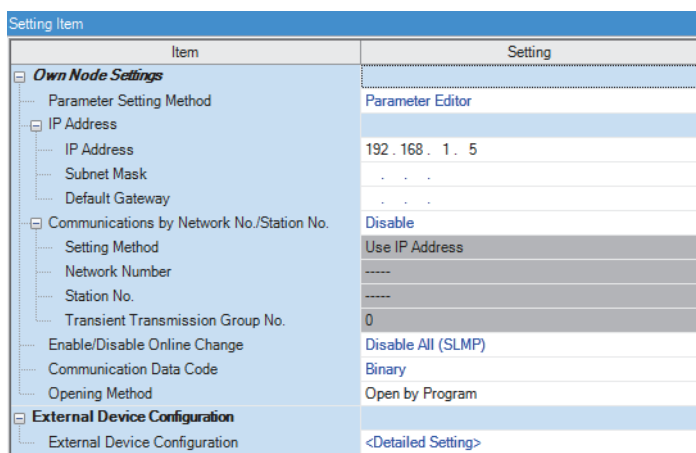 Setting Item
Item Setting
Own Node Settings
Parameter Setting Method Parameter Editor
IP Address
IP Address 192 . 168 . 1 . 5
Subnet Mask . . .
Default Gateway . . .
Communications by Network No./Station No. Disable
Setting Method Use IP Address
Network Number -----
Station No. -----
Transient Transmission Group No. 0
Enable/Disable Online Change Disable All (SLMP)
Communication Data Code Binary
Opening Method Open by Program
External Device Configuration
External Device Configuration <Detailed Setting>